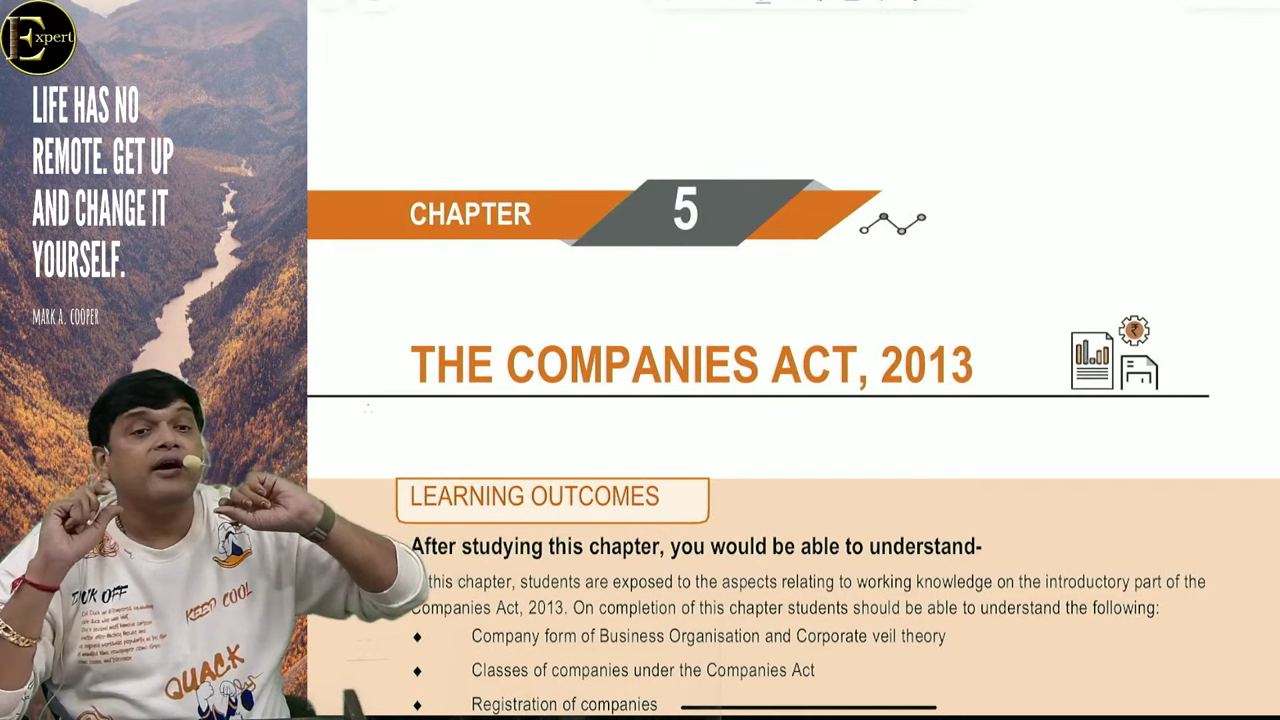 Expert
LIFE HAS NO
REMOTE. GET UP
AND CHANGE IT
YOURSELF.
MARK A. COOPER
CHAPTER 5
THE COMPANIES ACT, 2013
LEARNING OUTCOMES
After studying this chapter, you would be able to understand-
this chapter, students are exposed to the aspects relating to working knowledge on the introductory part of the
Companies Act, 2013. On completion of this chapter students should be able to understand the following:
♦ Company form of Business Organisation and Corporate veil theory
♦ Classes of companies under the Companies Act
♦ Registration of companies
OFF
KEEP COOL
QUACK